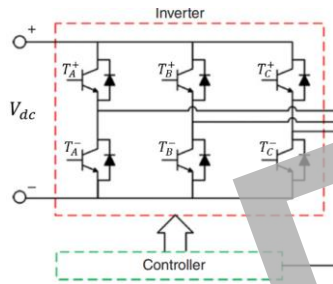 Inverter
+
T_A^+ T_B^+ T_C^+
V_dc
T_A^- T_B^- T_C^-
−
Controller